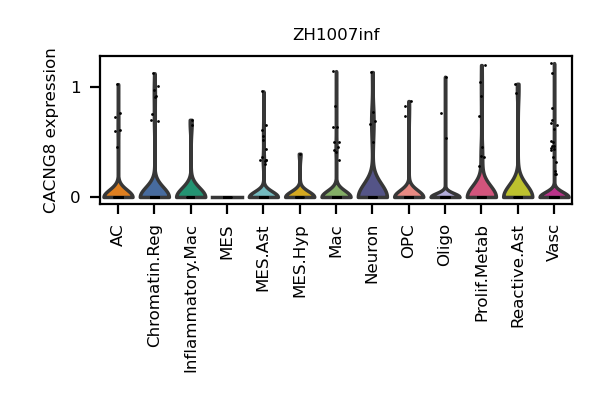 ZH1007inf
CACNG8 expression
1
0
AC
Chromatin.Reg
Inflammatory.Mac
MES
MES.Ast
MES.Hyp
Mac
Neuron
OPC
Oligo
Prolif.Metab
Reactive.Ast
Vasc